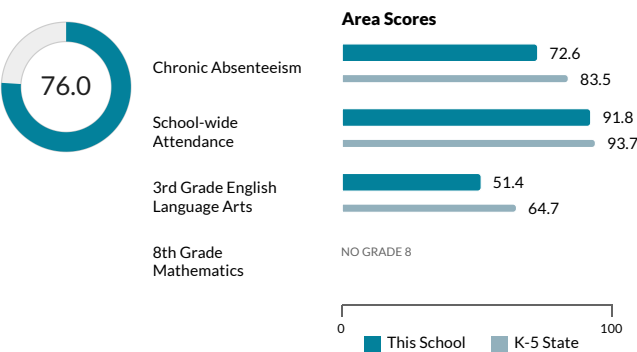 Area Scores
76.0
Chronic Absenteeism
72.6
83.5
School-wide
Attendance
91.8
93.7
3rd Grade English
Language Arts
51.4
64.7
8th Grade
Mathematics
NO GRADE 8
0
100
This School
K-5 State